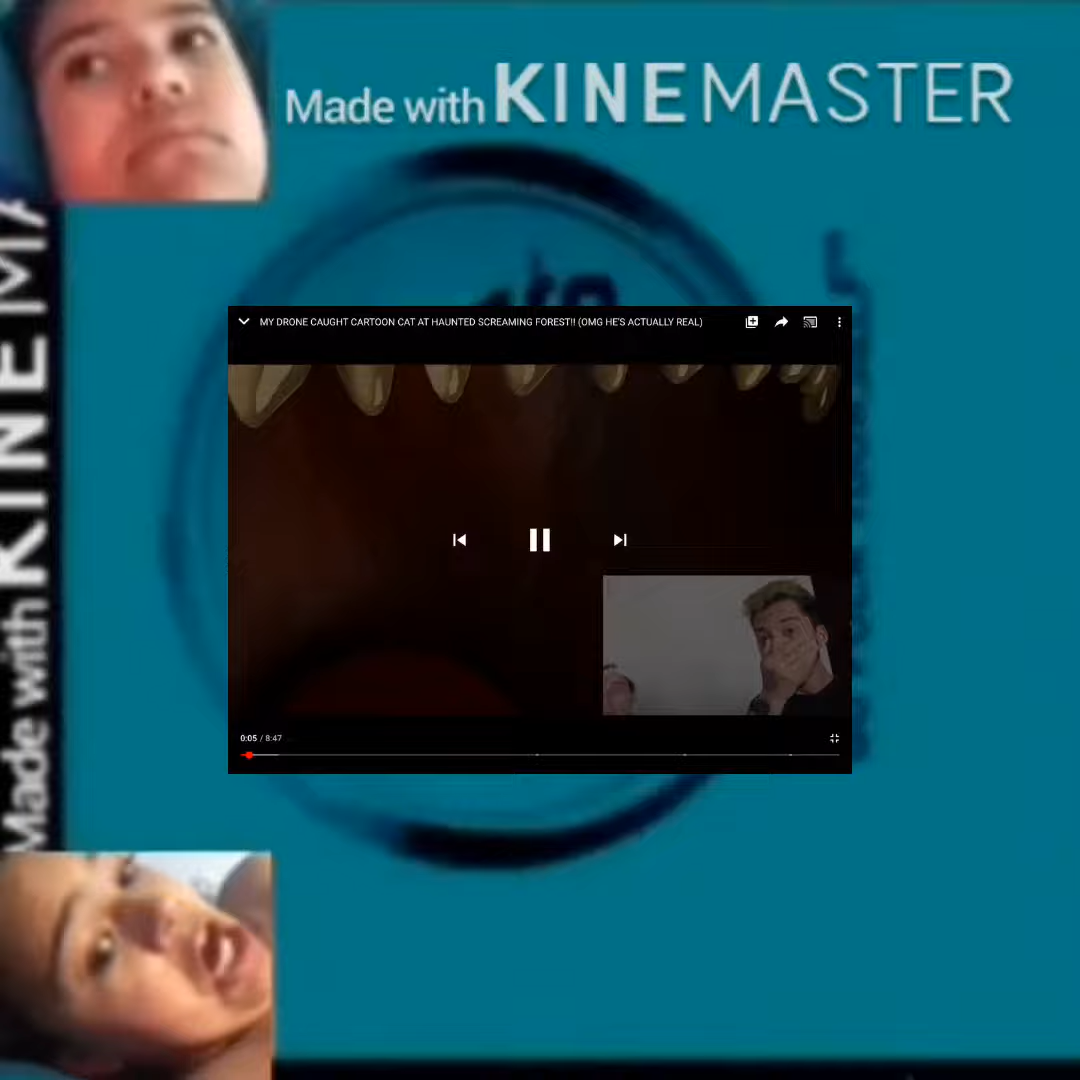 Made with KINEMASTER
MY DRONE CAUGHT CARTOON CAT AT HAUNTED SCREAMING FOREST!! (OMG HE'S ACTUALLY REAL)
0:05 / 8:47
Made with KINEMA